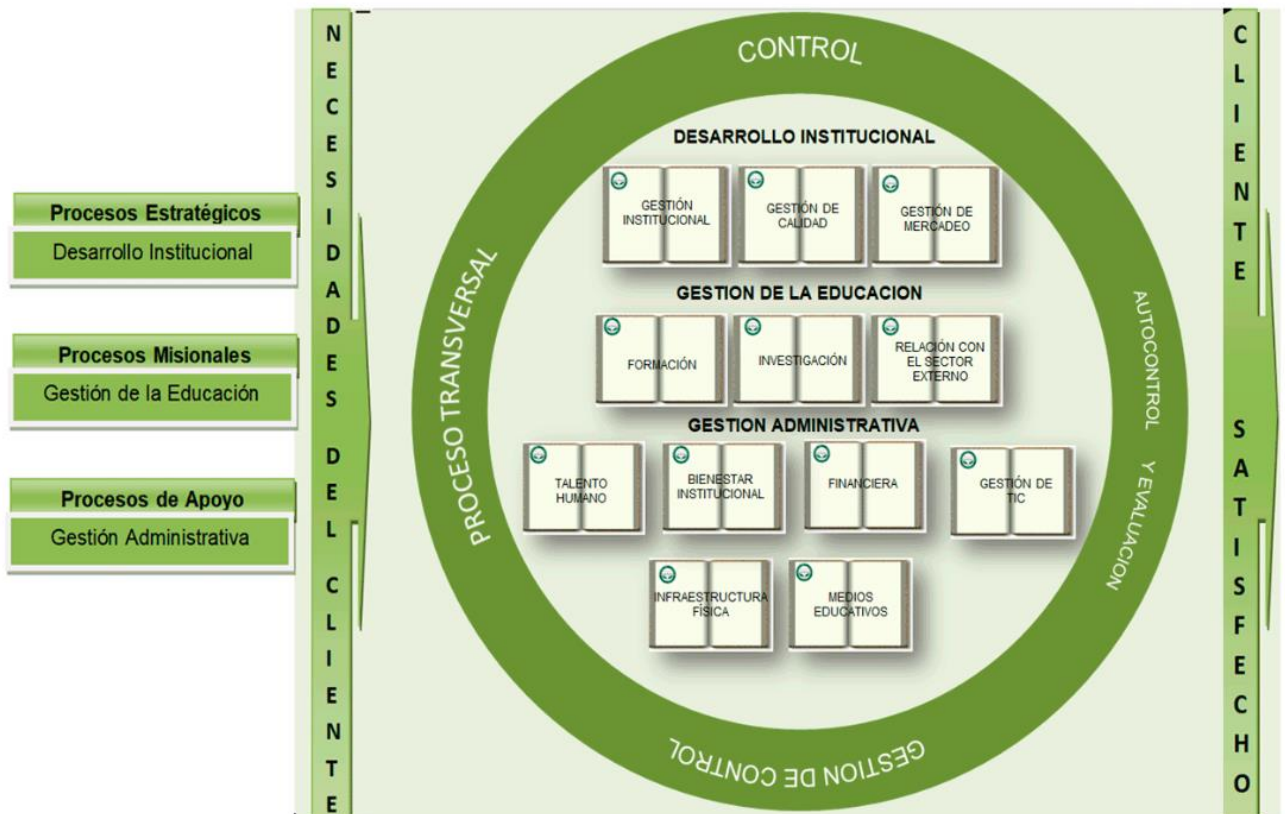 NECESIDADES DEL CLIENTE
Procesos Estratégicos
Desarrollo Institucional
Procesos Misionales
Gestión de la Educación
Procesos de Apoyo
Gestión Administrativa
CONTROL
PROCESO TRANSVERSAL
AUTOCONTROL Y EVALUACION
GESTION DE CONTROL
DESARROLLO INSTITUCIONAL
GESTIÓN
INSTITUCIONAL
GESTIÓN DE
CALIDAD
GESTIÓN DE
MERCADEO
GESTION DE LA EDUCACION
FORMACIÓN
INVESTIGACIÓN
RELACIÓN CON
EL SECTOR
EXTERNO
GESTION ADMINISTRATIVA
TALENTO
HUMANO
BIENESTAR
INSTITUCIONAL
FINANCIERA
GESTIÓN DE
TIC
INFRAESTRUCTURA
FÍSICA
MEDIOS
EDUCATIVOS
CLIENTE SATISFECHO